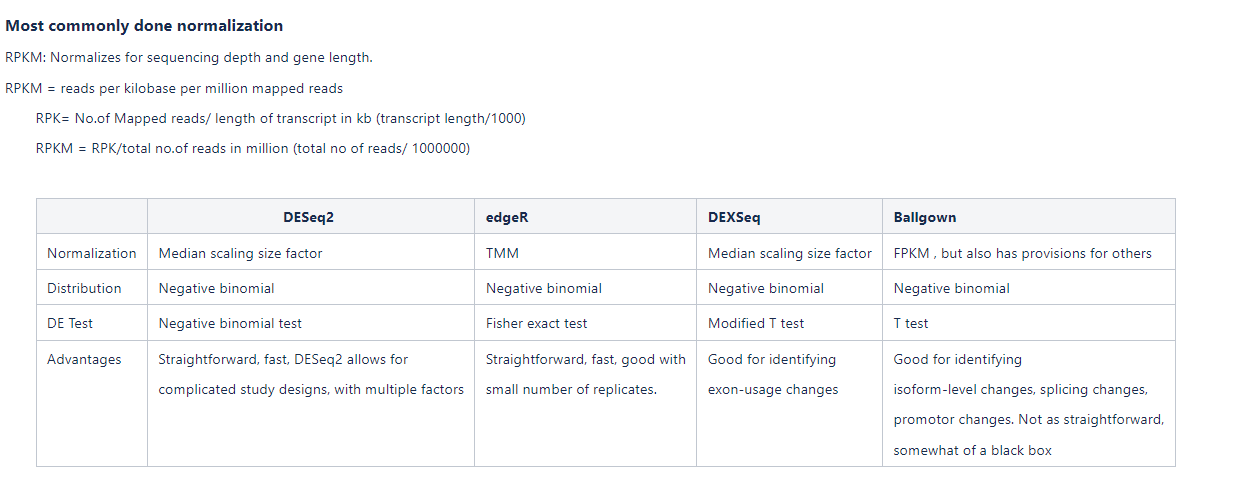 Most commonly done normalization
RPKM: Normalizes for sequencing depth and gene length.
RPKM = reads per kilobase per million mapped reads
RPK= No.of Mapped reads/ length of transcript in kb (transcript length/1000)
RPKM = RPK/total no.of reads in million (total no of reads/ 1000000)
DESeq2 edgeR DEXSeq Ballgown
Normalization Median scaling size factor TMM Median scaling size factor FPKM , but also has provisions for others
Distribution Negative binomial Negative binomial Negative binomial Negative binomial
DE Test Negative binomial test Fisher exact test Modified T test T test
Advantages Straightforward, fast, DESeq2 allows for Straightforward, fast, good with Good for identifying Good for identifying
complicated study designs, with multiple factors small number of replicates. exon-usage changes isoform-level changes, splicing changes,
promotor changes. Not as straightforward,
somewhat of a black box